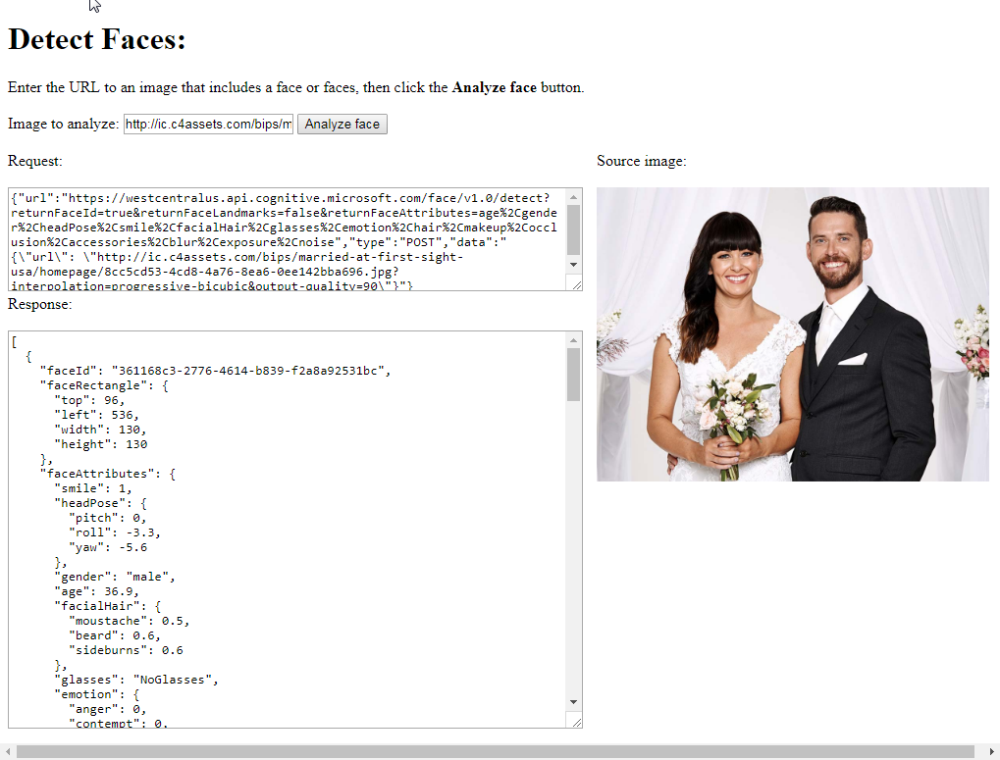 Detect Faces:
Enter the URL to an image that includes a face or faces, then click the Analyze face button.
Image to analyze: http://ic.c4assets.com/bips/m Analyze face
Request:
{"url":"https://westcentralus.api.cognitive.microsoft.com/face/v1.0/detect?
returnFaceId=true&returnFaceLandmarks=false&returnFaceAttributes=age%2Cgende
r%2CheadPose%2Csmile%2CfacialHair%2Cglasses%2Cemotion%2Chair%2Cmakeup%2Coccl
usion%2Caccessories%2Cblur%2Cexposure%2Cnoise","type":"POST","data":"
{\"url\": \"http://ic.c4assets.com/bips/married-at-first-sight-
usa/homepage/8cc5cd53-4cd8-4a76-8ea6-0ee142bba696.jpg?
interpolation=progressive-bicubic&output-quality=90\"}"}
Response:
[
  {
    "faceId": "361168c3-2776-4614-b839-f2a8a92531bc",
    "faceRectangle": {
      "top": 96,
      "left": 536,
      "width": 130,
      "height": 130
    },
    "faceAttributes": {
      "smile": 1,
      "headPose": {
        "pitch": 0,
        "roll": -3.3,
        "yaw": -5.6
      },
      "gender": "male",
      "age": 36.9,
      "facialHair": {
        "moustache": 0.5,
        "beard": 0.6,
        "sideburns": 0.6
      },
      "glasses": "NoGlasses",
      "emotion": {
        "anger": 0,
        "contempt": 0,
Source image: